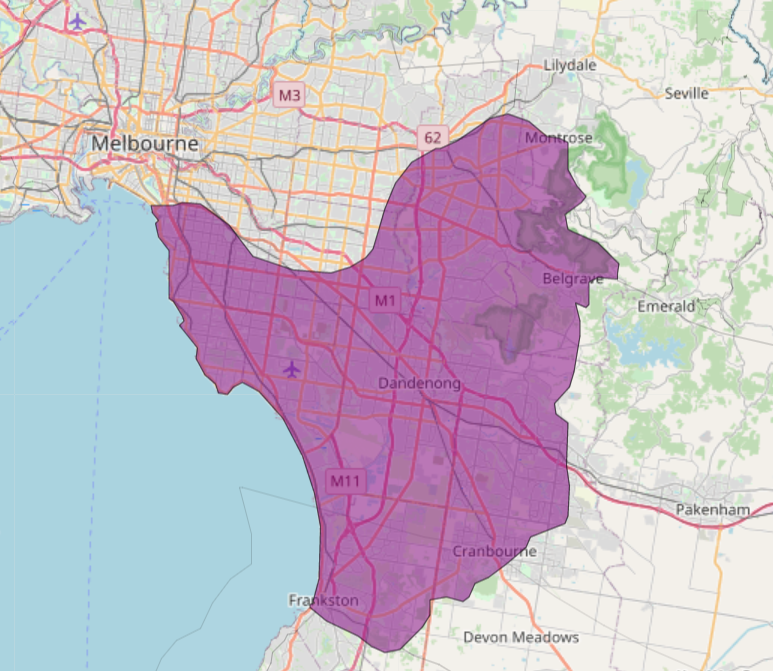 Lilydale
Seville
M3
62
Montrose
Melbourne
Belgrave
M1
Emerald
Dandenong
M11
Pakenham
Cranbourne
Frankston
Devon Meadows